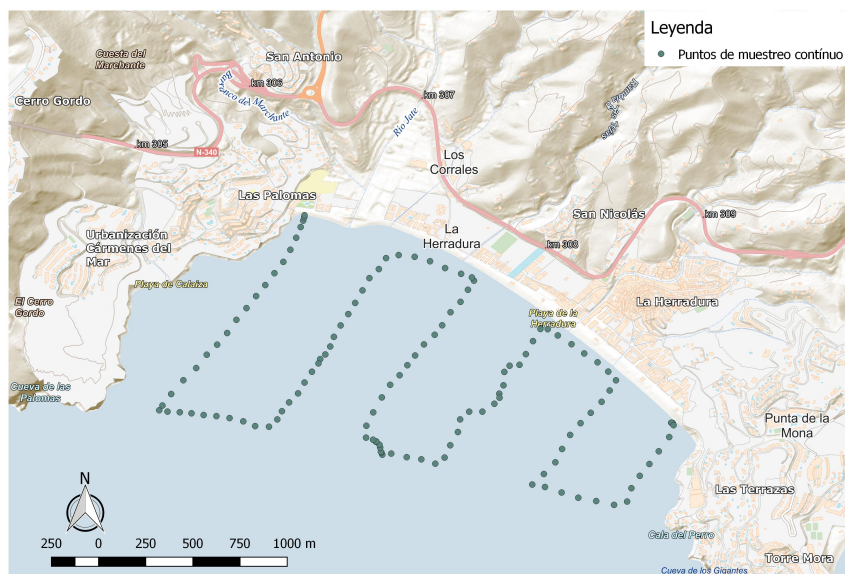 Leyenda
Puntos de muestreo contínuo
Cuesta del
Marchante
San Antonio
km 306
Barranco del Marchante
km 307
Cerro Gordo
Río Jate
km 305
N-340
Los
Corrales
Las Palomas
San Nicolás
km 309
La
Herradura
km 308
Urbanización
Cármenes del
Mar
Playa de Calaiza
El Cerro
Gordo
La Herradura
Playa de la
Herradura
Cueva de las
Palomas
Punta de la
Mona
N
Las Terrazas
Cala del Perro
250 0 250 500 750 1000 m
Torre Mora
Cueva de los Gigantes